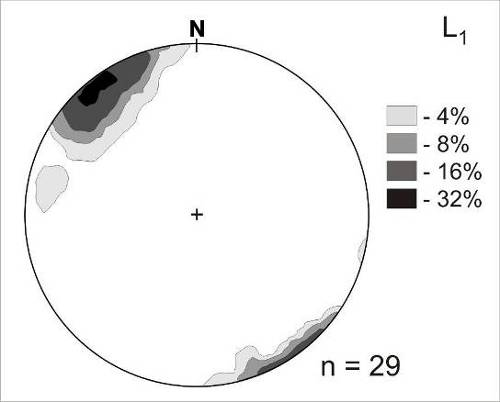 N
L₁
- 4%
- 8%
- 16%
- 32%
n = 29